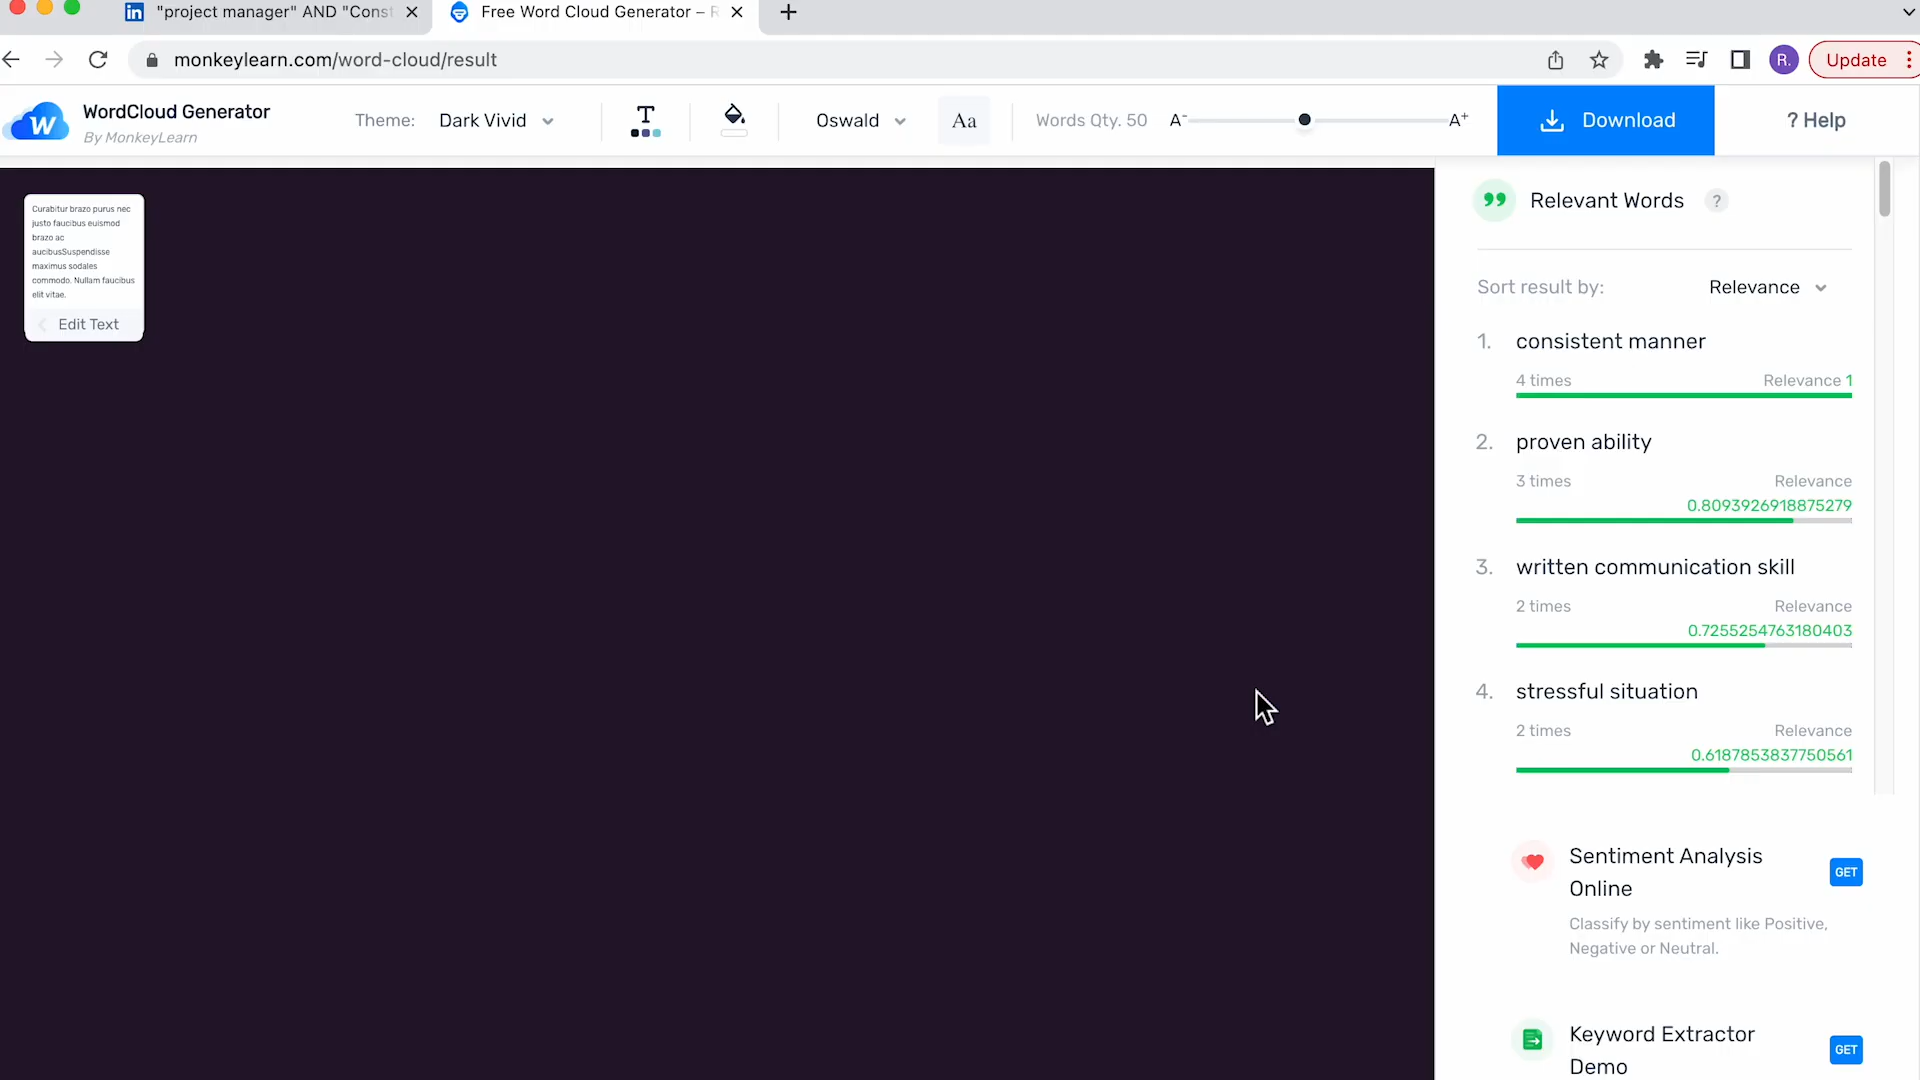 "project manager" AND "Const
Free Word Cloud Generator – R
monkeylearn.com/word-cloud/result
R.
Update
W
WordCloud Generator
By MonkeyLearn
Theme: Dark Vivid
T
Oswald
Aa
Words Qty. 50
A-
A+
Download
? Help
Curabitur brazo purus nec
justo faucibus euismod
brazo ac
aucibusSuspendisse
maximus sodales
commodo. Nullam faucibus
elit vitae.
Edit Text
Relevant Words ?
Sort result by: Relevance
1. consistent manner
4 times Relevance 1
2. proven ability
3 times Relevance
0.8093926918875279
3. written communication skill
2 times Relevance
0.7255254763180403
4. stressful situation
2 times Relevance
0.6187853837750561
Sentiment Analysis
Online
GET
Classify by sentiment like Positive,
Negative or Neutral.
Keyword Extractor
Demo
GET